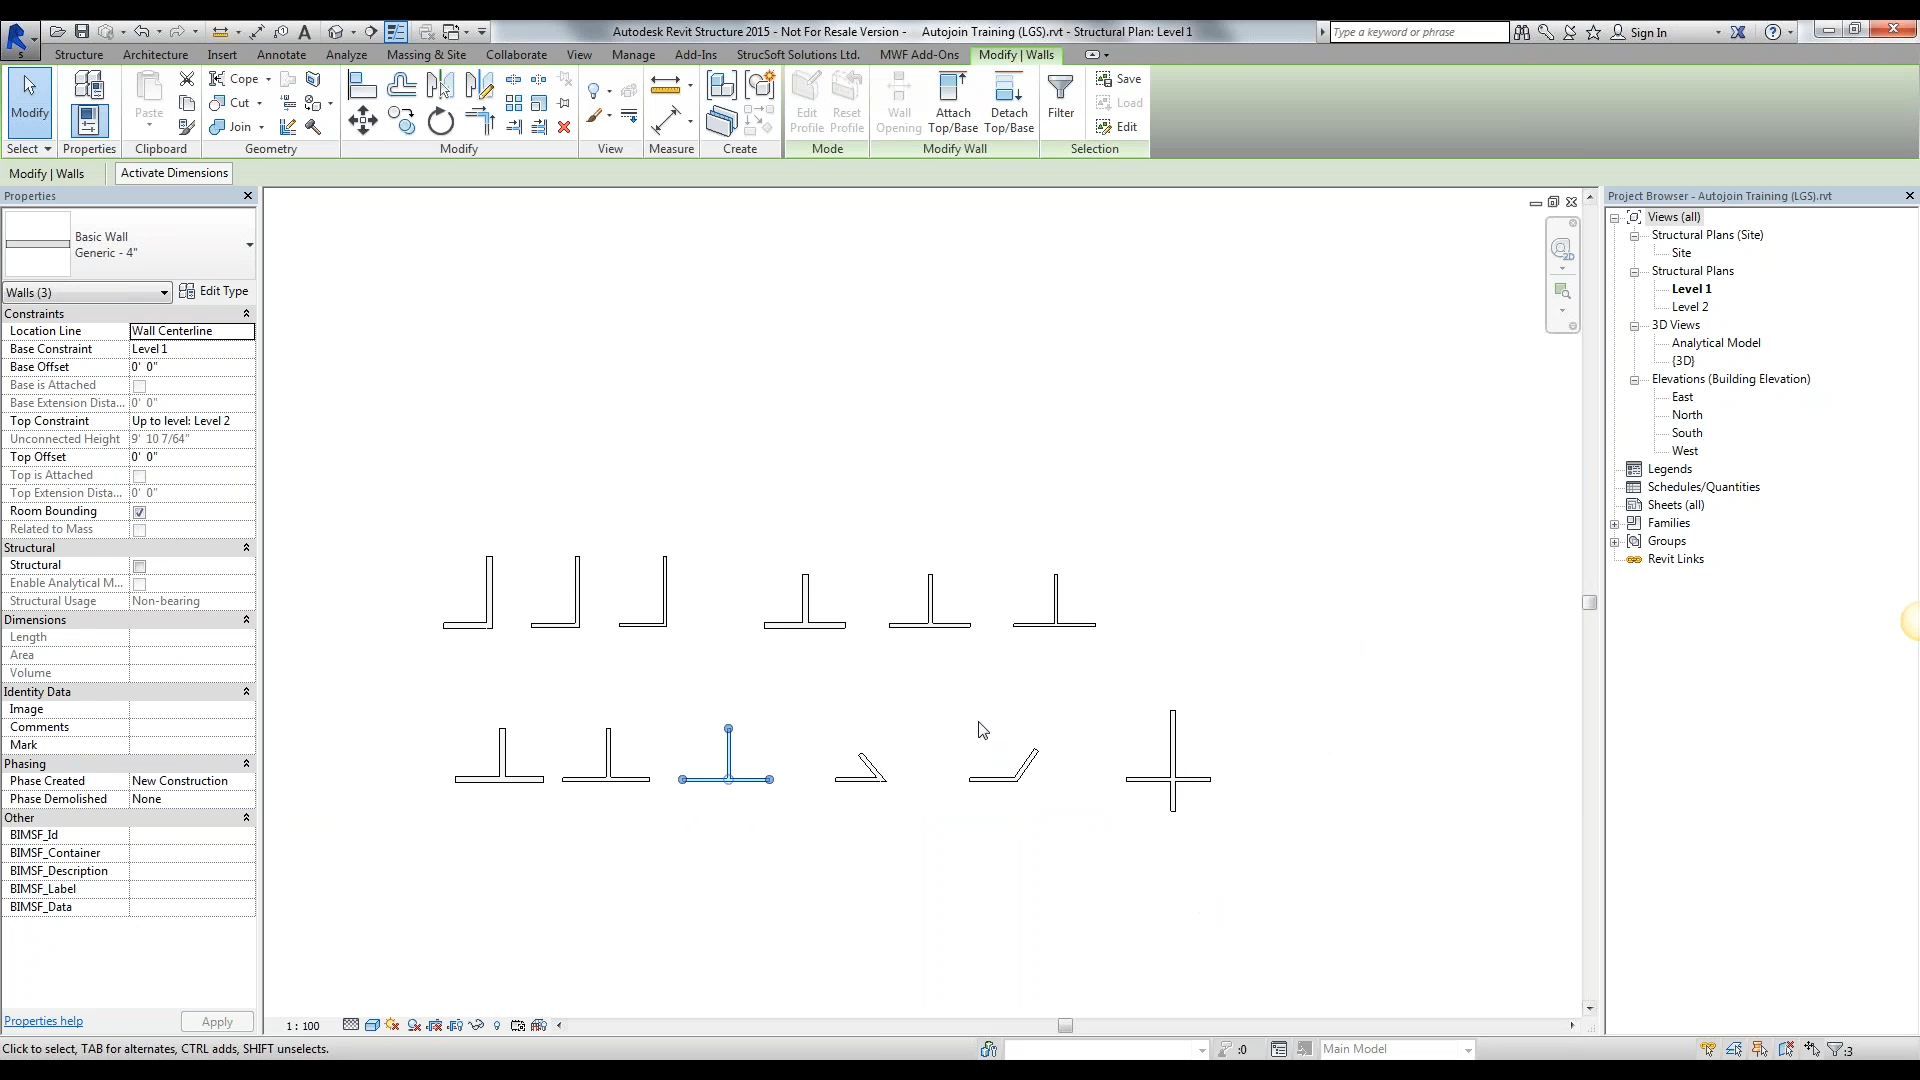 Autodesk Revit Structure 2015 - Not For Resale Version - Autojoin Training (LGS).rvt - Structural Plan: Level 1
Type a keyword or phrase
Sign In
Structure Architecture Insert Annotate Analyze Massing & Site Collaborate View Manage Add-Ins StrucSoft Solutions Ltd. MWF Add-Ons Modify | Walls
Modify
Paste
Cope
Cut
Join
Edit Profile
Reset Profile
Wall Opening
Attach Top/Base
Detach Top/Base
Filter
Save
Load
Edit
Select Properties Clipboard Geometry Modify View Measure Create Mode Modify Wall Selection
Modify | Walls Activate Dimensions
Properties
Basic Wall
Generic - 4"
Walls (3) Edit Type
Constraints
Location Line Wall Centerline
Base Constraint Level 1
Base Offset 0' 0"
Base is Attached
Base Extension Dista... 0' 0"
Top Constraint Up to level: Level 2
Unconnected Height 9' 10 7/64"
Top Offset 0' 0"
Top is Attached
Top Extension Dista... 0' 0"
Room Bounding
Related to Mass
Structural
Structural
Enable Analytical M...
Structural Usage Non-bearing
Dimensions
Length
Area
Volume
Identity Data
Image
Comments
Mark
Phasing
Phase Created New Construction
Phase Demolished None
Other
BIMSF_Id
BIMSF_Container
BIMSF_Description
BIMSF_Label
BIMSF_Data
Properties help Apply
2D
Project Browser - Autojoin Training (LGS).rvt
Views (all)
Structural Plans (Site)
Site
Structural Plans
Level 1
Level 2
3D Views
Analytical Model
{3D}
Elevations (Building Elevation)
East
North
South
West
Legends
Schedules/Quantities
Sheets (all)
Families
Groups
Revit Links
1 : 100
Click to select, TAB for alternates, CTRL adds, SHIFT unselects.
:0
Main Model
:3